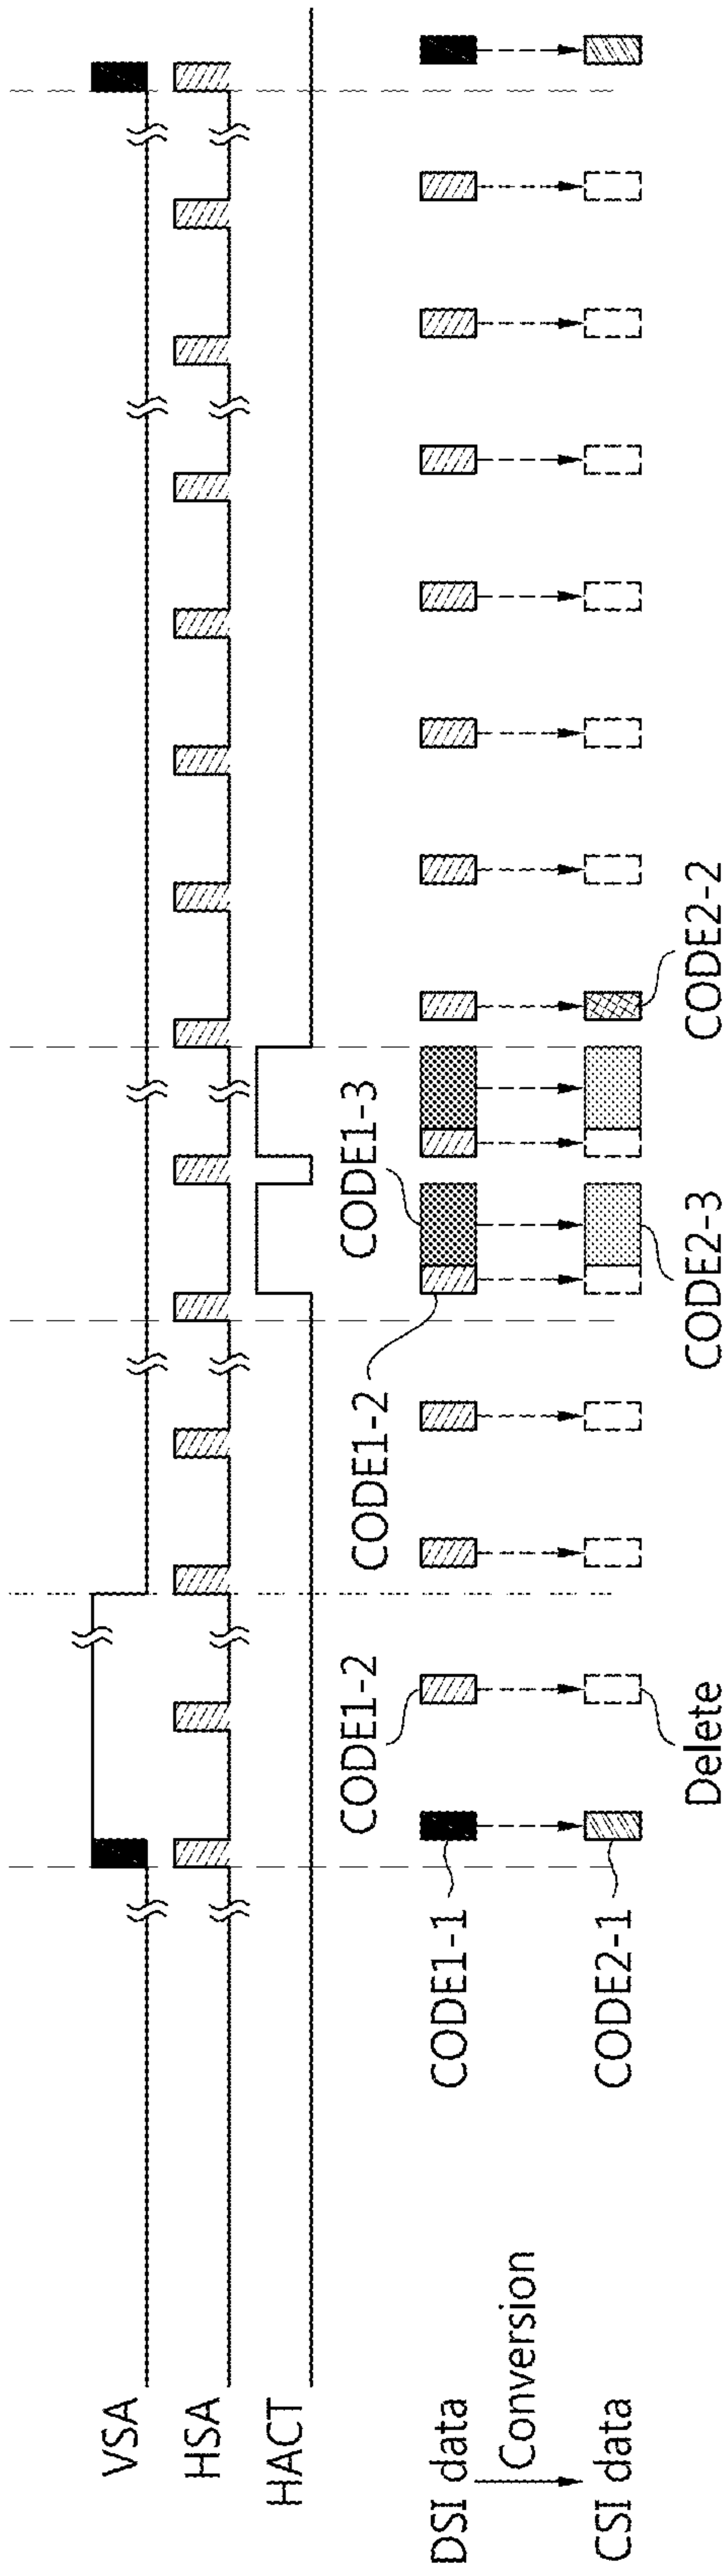 VSA
HSA
HACT
CODE1-2
CODE1-2
CODE1-3
DSI data
CODE1-1
Conversion
CSI data
CODE2-1
Delete
CODE2-3
CODE2-2